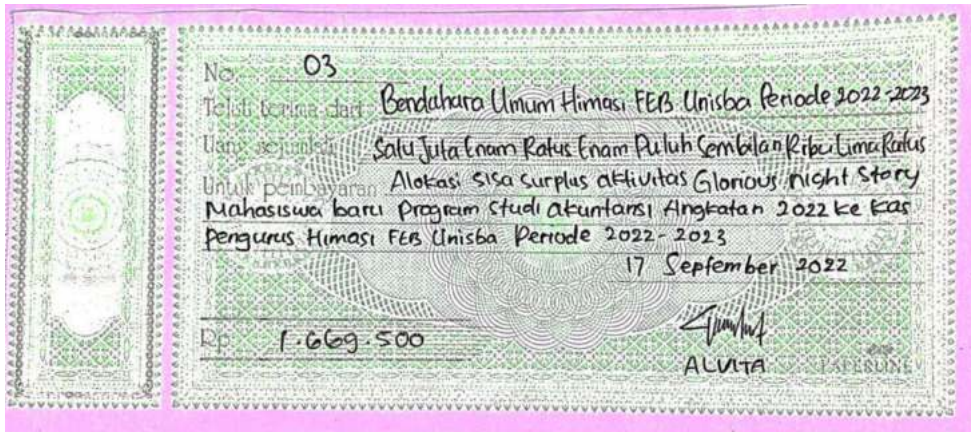 No. 03
Telah terima dari Bendahara Umum Himasi FEB Unisba Periode 2022-2023
Uang sejumlah Satu Juta Enam Ratus Enam Puluh Sembilan Ribu Lima Ratus
Untuk pembayaran Alokasi sisa surplus aktivitas Glorious night Story
Mahasiswa baru program studi akuntansi Angkatan 2022 ke kas
pengurus Himasi FEB Unisba Periode 2022-2023
17 September 2022
Rp. 1.669.500
ALVITA
PAPERLINE